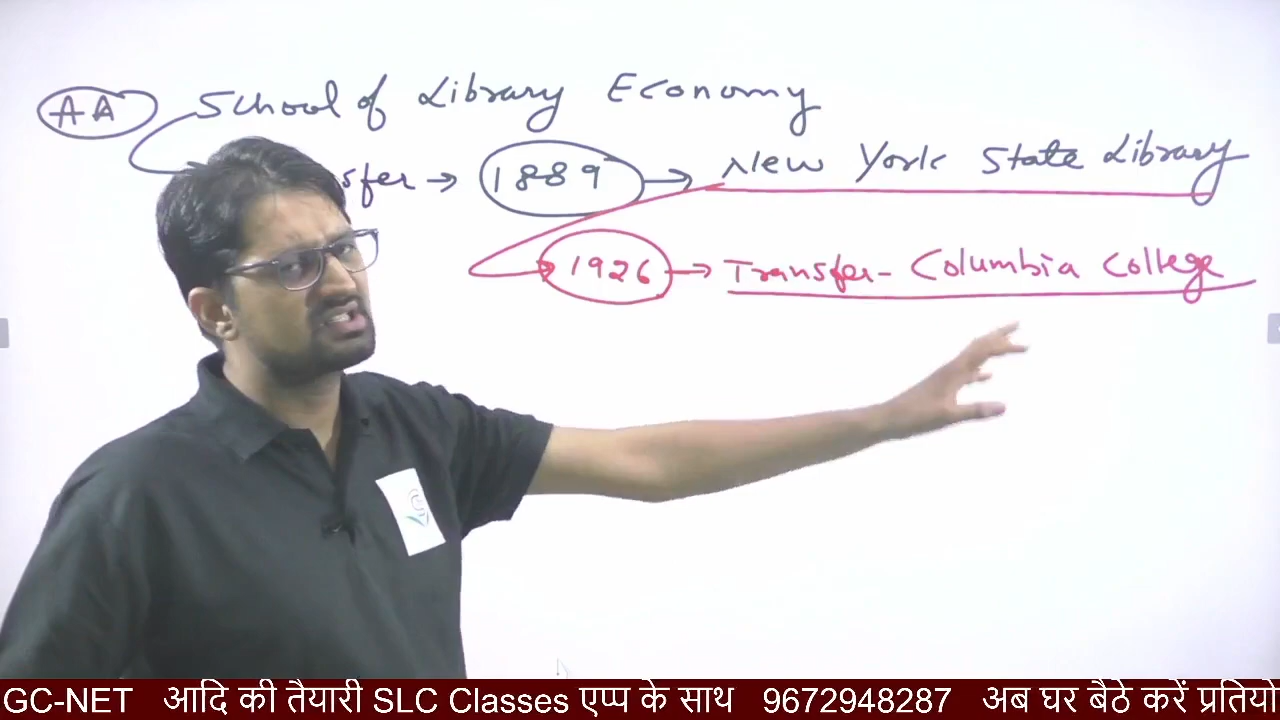 AA School of Library Economy
sfer → 1889 → New York State Library
1926 → Transfer - Columbia College
GC-NET आदि की तैयारी SLC Classes एप्प के साथ 9672948287 अब घर बैठे करें प्रतियो